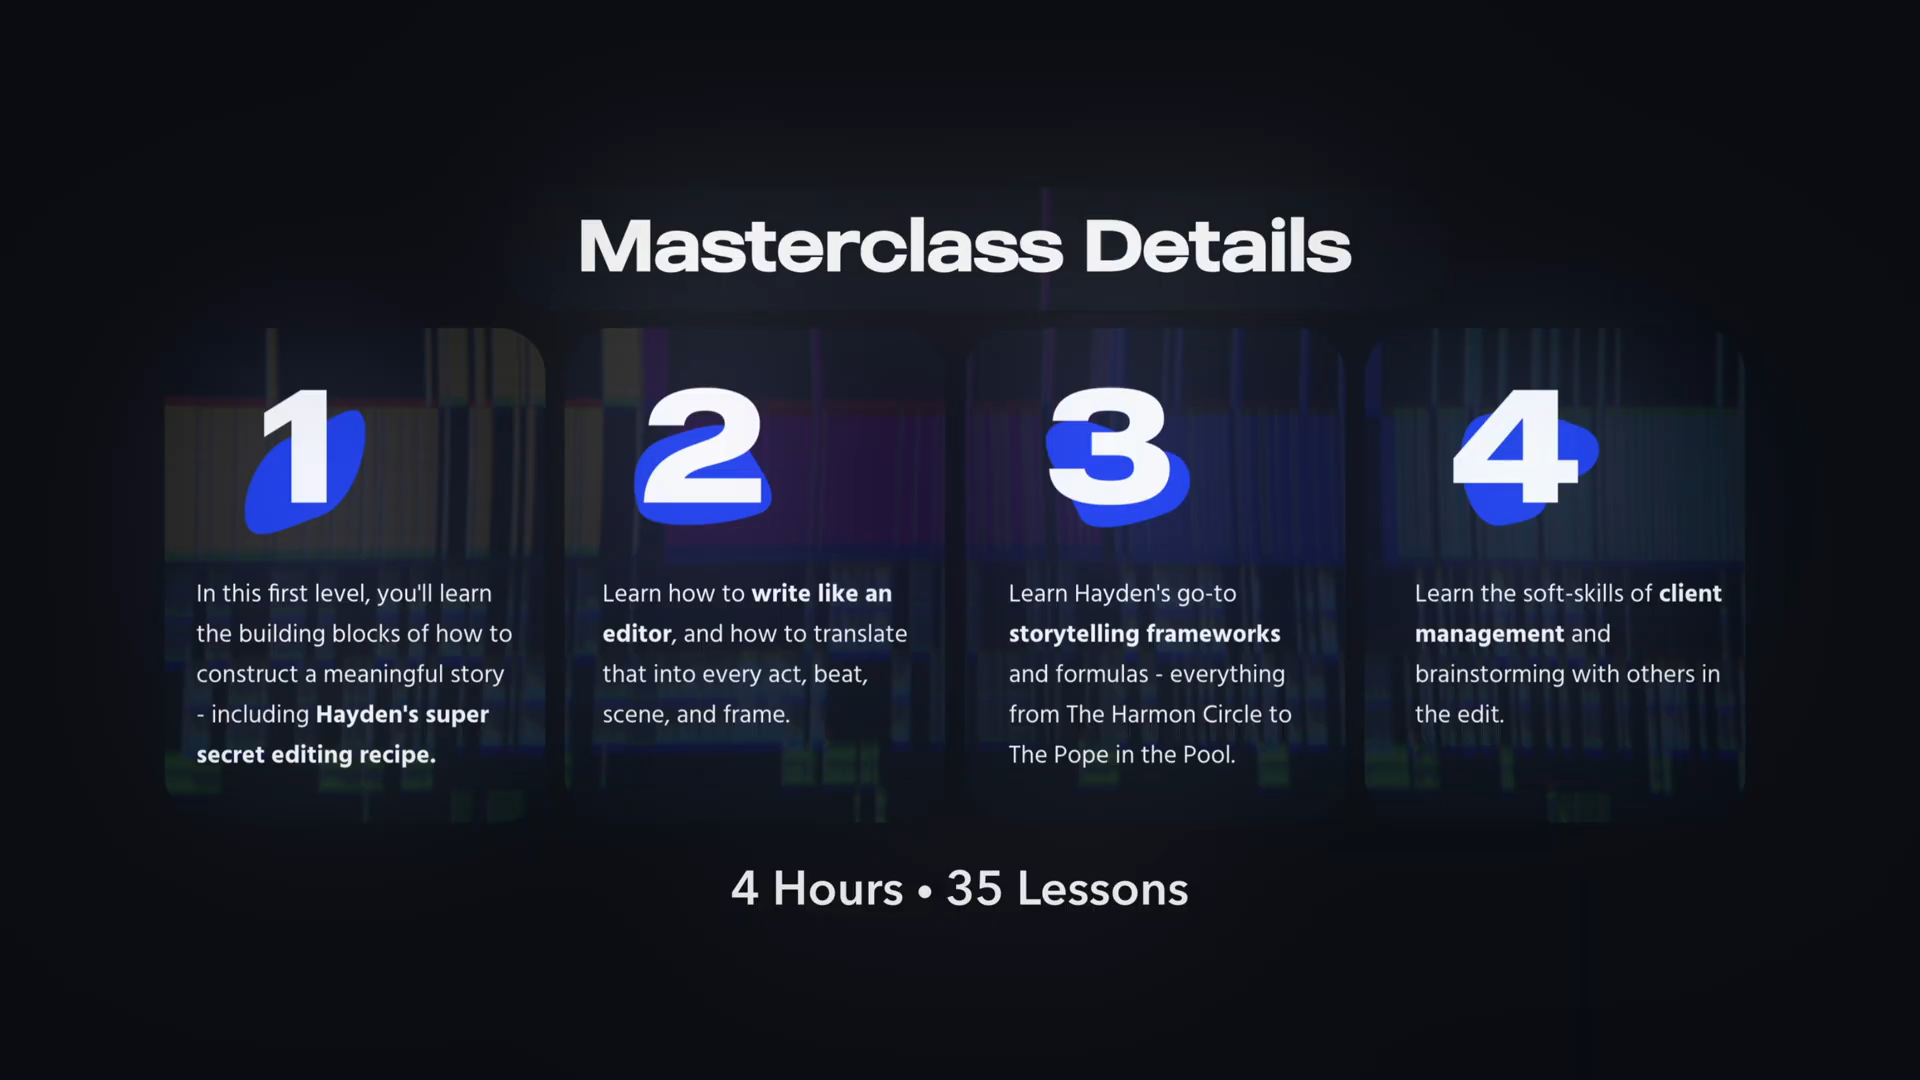 Masterclass Details
1
In this first level, you'll learn
the building blocks of how to
construct a meaningful story
- including Hayden's super
secret editing recipe.
2
Learn how to write like an
editor, and how to translate
that into every act, beat,
scene, and frame.
3
Learn Hayden's go-to
storytelling frameworks
and formulas - everything
from The Harmon Circle to
The Pope in the Pool.
4
Learn the soft-skills of client
management and
brainstorming with others in
the edit.
4 Hours • 35 Lessons